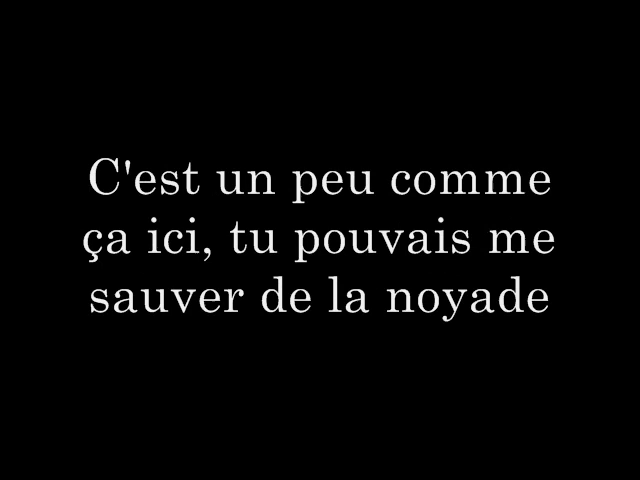 C'est un peu comme
ça ici, tu pouvais me
sauver de la noyade